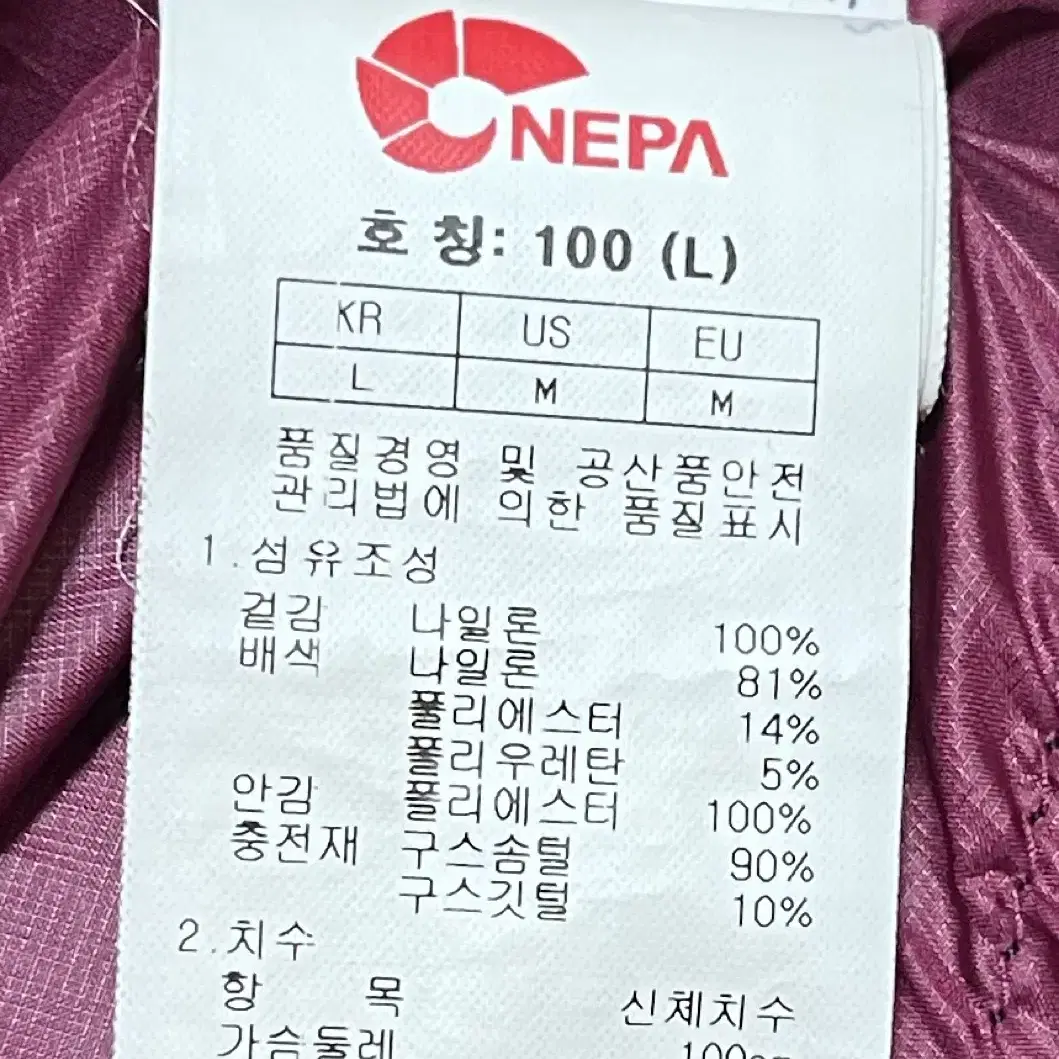 NEPA
호 칭: 100 (L)
KR US EU
L M M
품질경영 및 공산품안전
관리법에 의한 품질표시
1.섬유조성
겉감 나일론 100%
배색 나일론 81%
폴리에스터 14%
폴리우레탄 5%
안감 폴리에스터 100%
충전재 구스솜털 90%
구스깃털 10%
2.치수
항 목 신체치수
가슴둘레